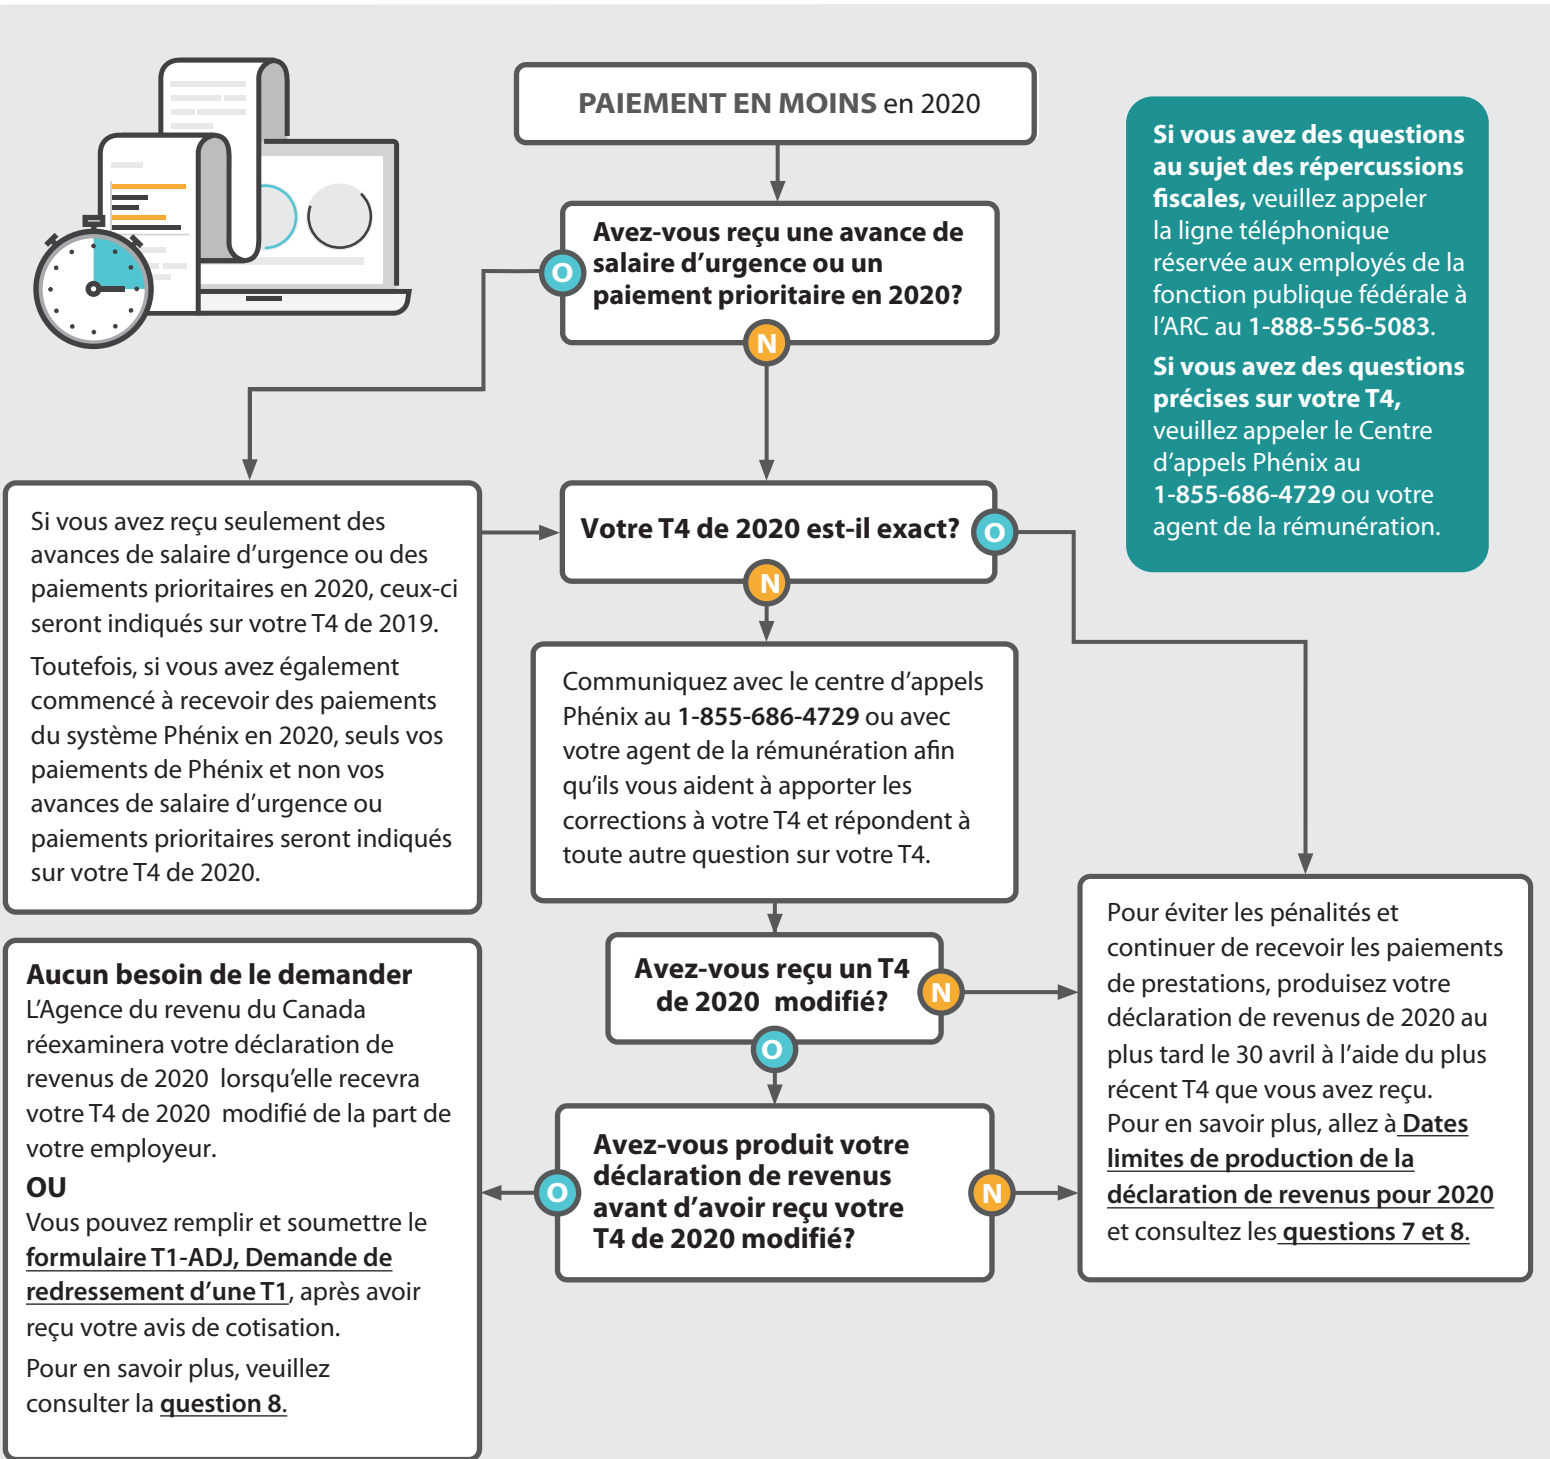 PAIEMENT EN MOINS en 2020
Si vous avez des questions
au sujet des répercussions
fiscales, veuillez appeler
la ligne téléphonique
réservée aux employés de la
fonction publique fédérale à
l'ARC au 1-888-556-5083.
Si vous avez des questions
précises sur votre T4,
veuillez appeler le Centre
d'appels Phénix au
1-855-686-4729 ou votre
agent de la rémunération.
Avez-vous reçu une avance de
salaire d'urgence ou un
paiement prioritaire en 2020?
O
N
Si vous avez reçu seulement des
avances de salaire d'urgence ou des
paiements prioritaires en 2020, ceux-ci
seront indiqués sur votre T4 de 2019.
Toutefois, si vous avez également
commencé à recevoir des paiements
du système Phénix en 2020, seuls vos
paiements de Phénix et non vos
avances de salaire d'urgence ou
paiements prioritaires seront indiqués
sur votre T4 de 2020.
Votre T4 de 2020 est-il exact?
O
N
Communiquez avec le centre d'appels
Phénix au 1-855-686-4729 ou avec
votre agent de la rémunération afin
qu'ils vous aident à apporter les
corrections à votre T4 et répondent à
toute autre question sur votre T4.
Avez-vous reçu un T4
de 2020 modifié?
N
O
Avez-vous produit votre
déclaration de revenus
avant d'avoir reçu votre
T4 de 2020 modifié?
O
N
Aucun besoin de le demander
L'Agence du revenu du Canada
réexaminera votre déclaration de
revenus de 2020 lorsqu'elle recevra
votre T4 de 2020 modifié de la part de
votre employeur.
OU
Vous pouvez remplir et soumettre le
formulaire T1-ADJ, Demande de
redressement d'une T1, après avoir
reçu votre avis de cotisation.
Pour en savoir plus, veuillez
consulter la question 8.
Pour éviter les pénalités et
continuer de recevoir les paiements
de prestations, produisez votre
déclaration de revenus de 2020 au
plus tard le 30 avril à l'aide du plus
récent T4 que vous avez reçu.
Pour en savoir plus, allez à Dates
limites de production de la
déclaration de revenus pour 2020
et consultez les questions 7 et 8.